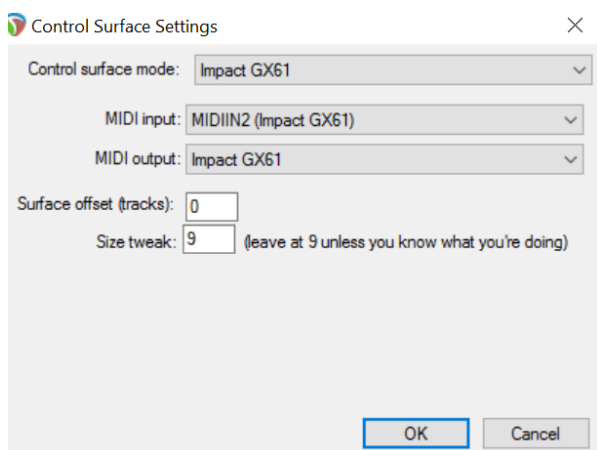 Control Surface Settings
Control surface mode: Impact GX61
MIDI input: MIDIIN2 (Impact GX61)
MIDI output: Impact GX61
Surface offset (tracks): 0
Size tweak: 9 (leave at 9 unless you know what you're doing)
OK Cancel